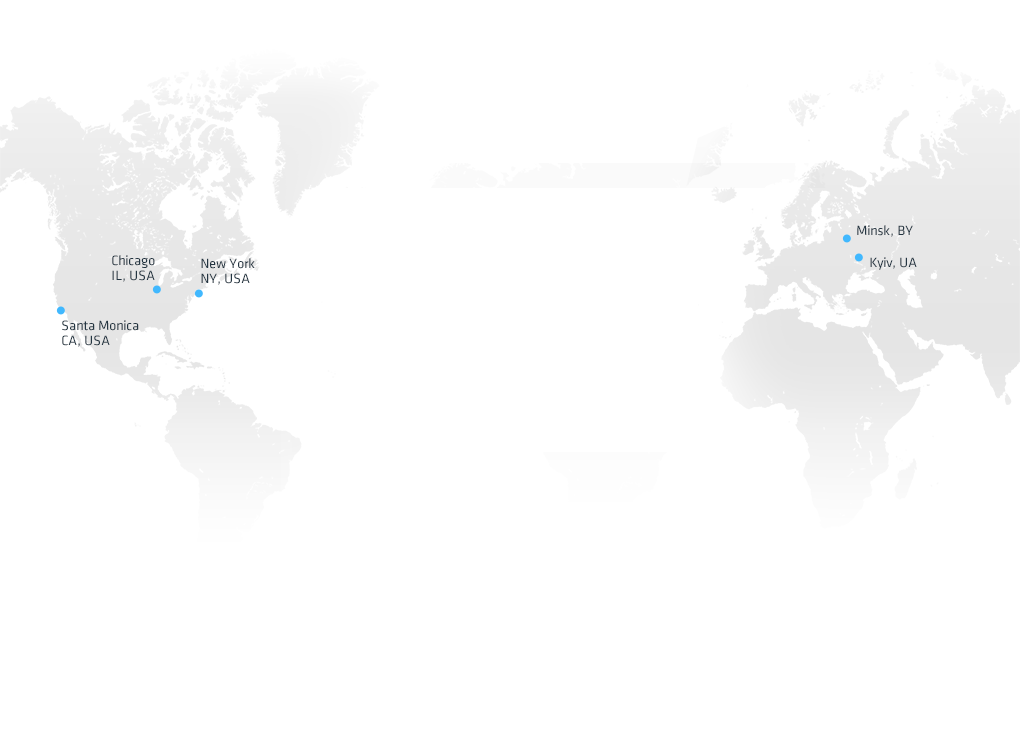 Minsk, BY
Chicago
IL, USA
New York
NY, USA
Kyiv, UA
Santa Monica
CA, USA